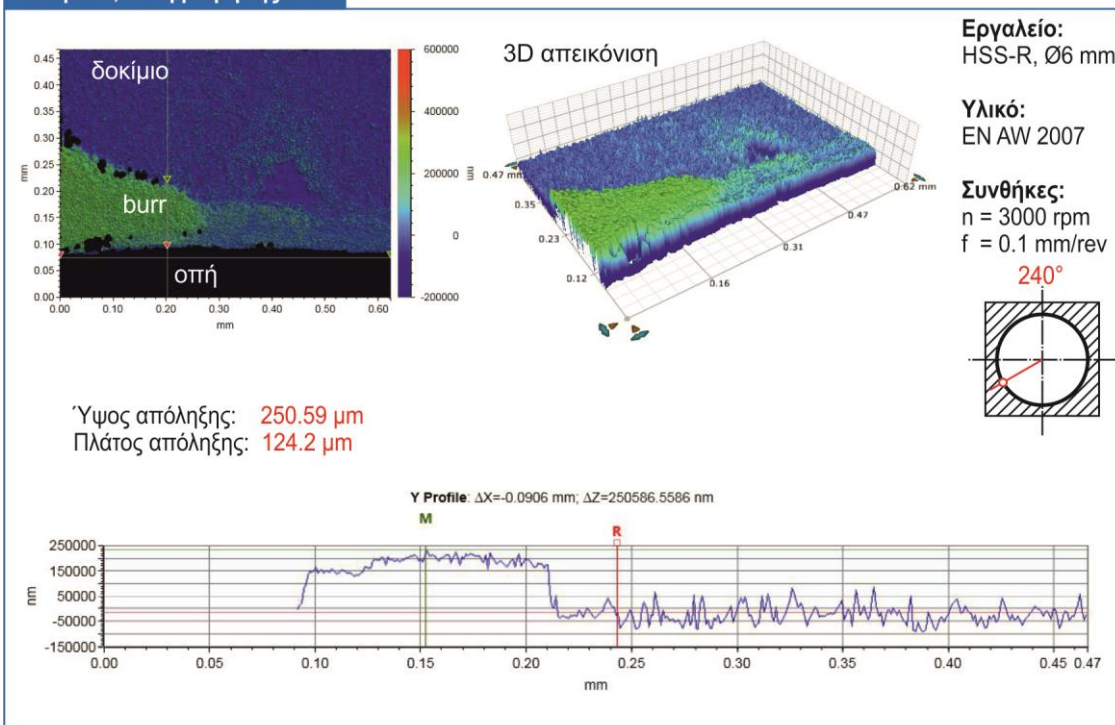 3D απεικόνιση
Εργαλείο:
HSS-R, Ø6 mm
Υλικό:
EN AW 2007
Συνθήκες:
n = 3000 rpm
f = 0.1 mm/rev
240°
δοκίμιο
burr
οπή
mm
0.45
0.40
0.35
0.30
0.25
0.20
0.15
0.10
0.05
0.00
0.00 0.10 0.20 0.30 0.40 0.50 0.60
mm
600000
400000
200000
0
-200000
nm
0.47 mm
0.35
0.23
0.12
0.16
0.31
0.47
0.62 mm
Ύψος απόληξης: 250.59 μm
Πλάτος απόληξης: 124.2 μm
Y Profile: ΔX=-0.0906 mm; ΔZ=250586.5586 nm
M
R
nm
250000
150000
50000
-50000
-150000
0.00 0.05 0.10 0.15 0.20 0.25 0.30 0.35 0.40 0.45 0.47
mm